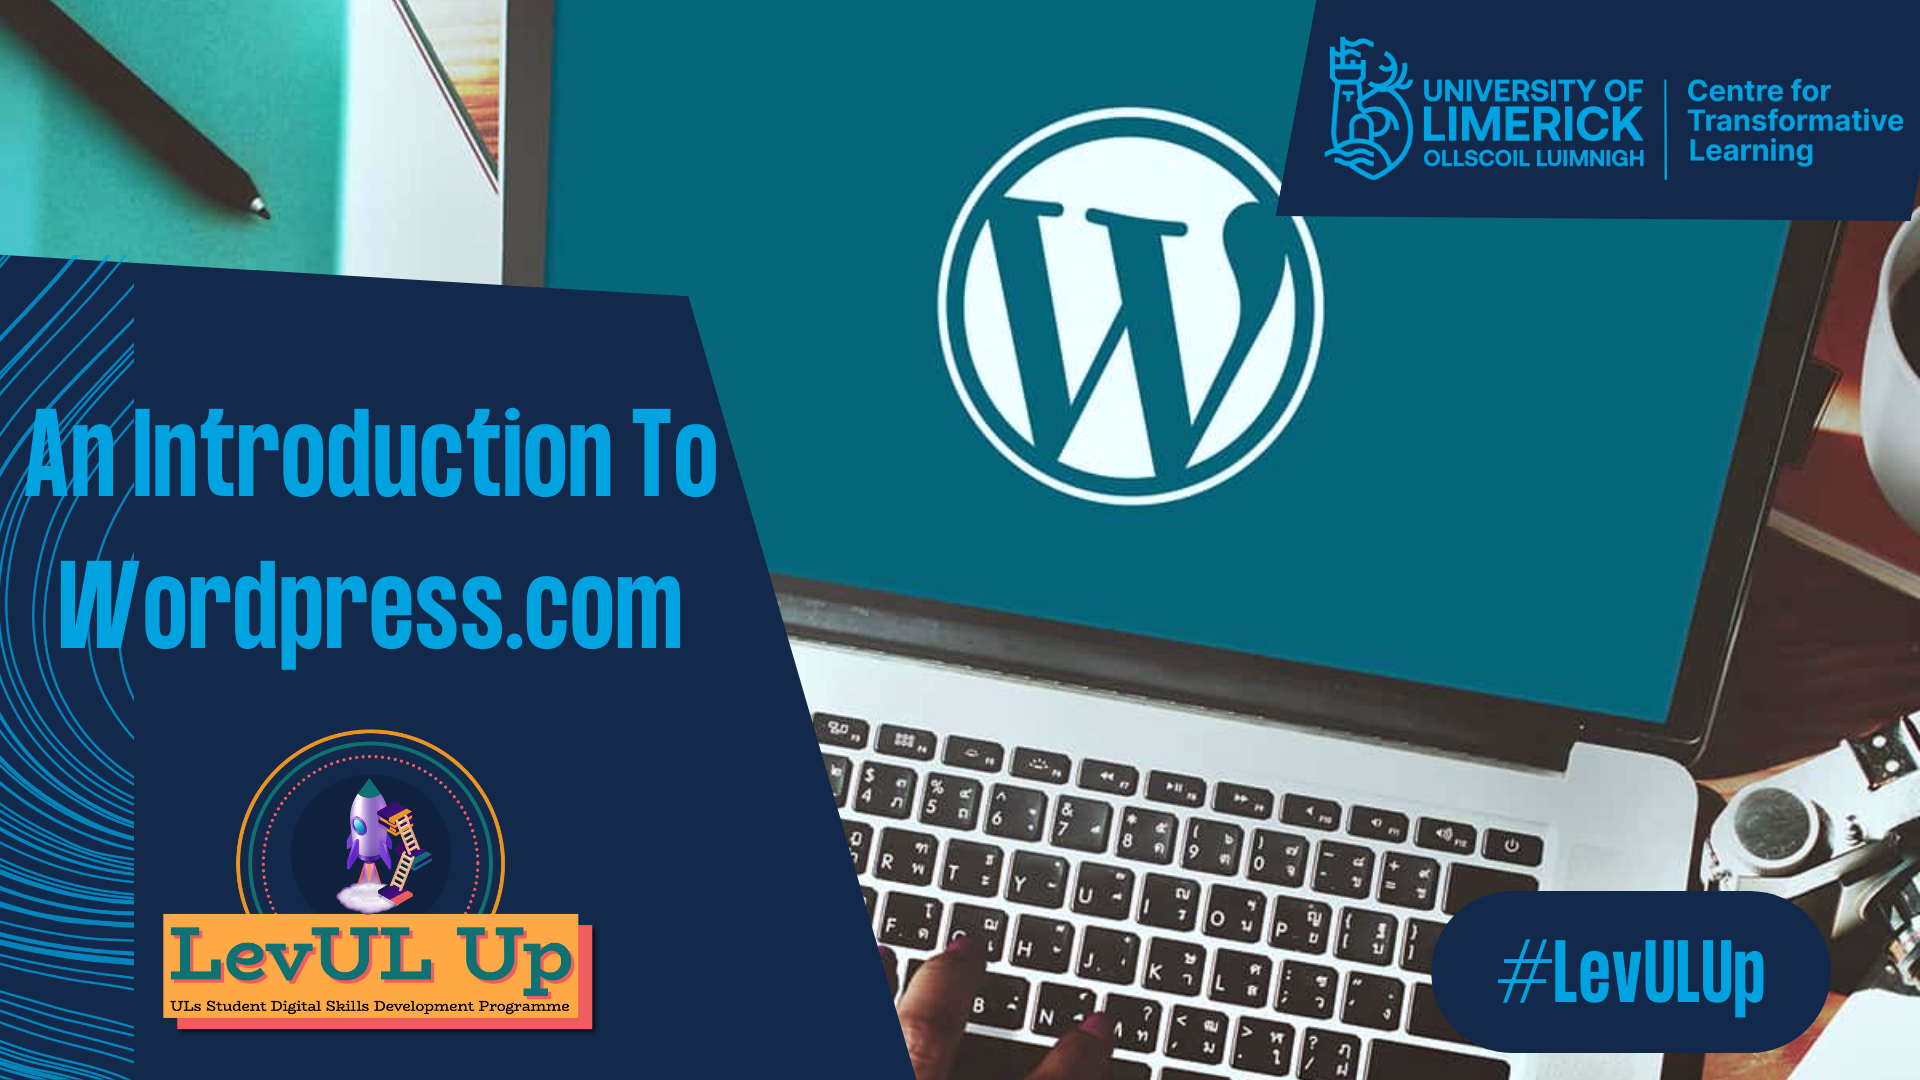 UNIVERSITY OF
LIMERICK
OLLSCOIL LUIMNIGH
Centre for
Transformative
Learning
An Introduction To
Wordpress.com
LevUL Up
ULs Student Digital Skills Development Programme
#LevULUp